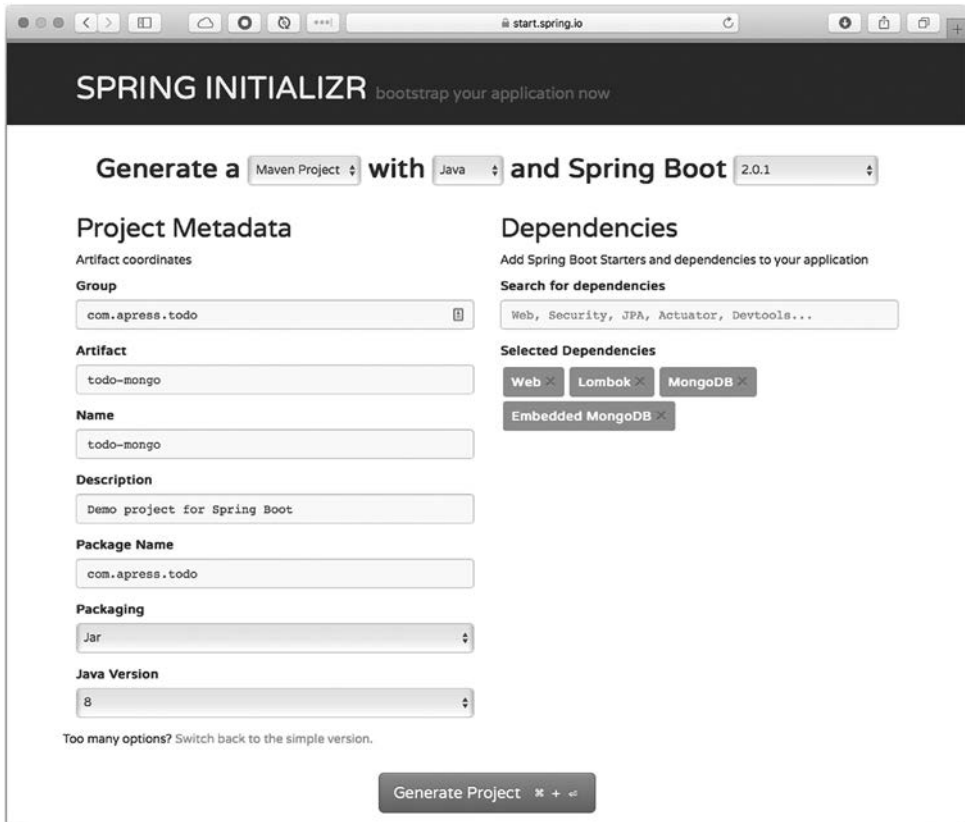 start.spring.io
SPRING INITIALIZR bootstrap your application now
Generate a Maven Project with Java and Spring Boot 2.0.1
Project Metadata
Artifact coordinates
Group
com.apress.todo
Artifact
todo-mongo
Name
todo-mongo
Description
Demo project for Spring Boot
Package Name
com.apress.todo
Packaging
Jar
Java Version
8
Too many options? Switch back to the simple version.
Dependencies
Add Spring Boot Starters and dependencies to your application
Search for dependencies
Web, Security, JPA, Actuator, Devtools...
Selected Dependencies
Web × Lombok × MongoDB ×
Embedded MongoDB ×
Generate Project ⌘ + ⏎